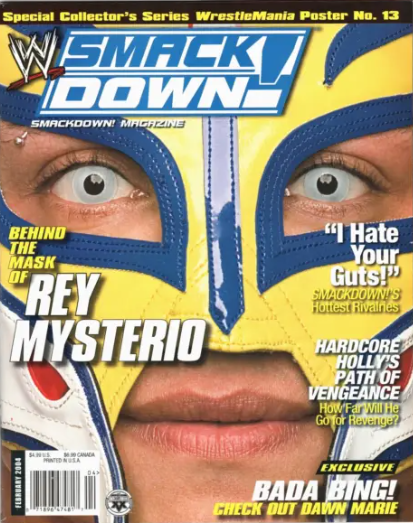 Special Collector's Series WrestleMania Poster No. 13
W
SMACK
DOWN!
SMACKDOWN! MAGAZINE
BEHIND
THE
MASK
OF
REY
MYSTERIO
"I Hate
Your
Guts!"
SMACKDOWN!'S
Hottest Rivalries
HARDCORE
HOLLY'S
PATH OF
VENGEANCE
How Far Will He
Go for Revenge?
EXCLUSIVE
BADA BING!
CHECK OUT DAWN MARIE
FEBRUARY 2004
$4.99 U.S. $6.99 CANADA
PRINTED IN U.S.A.
04>